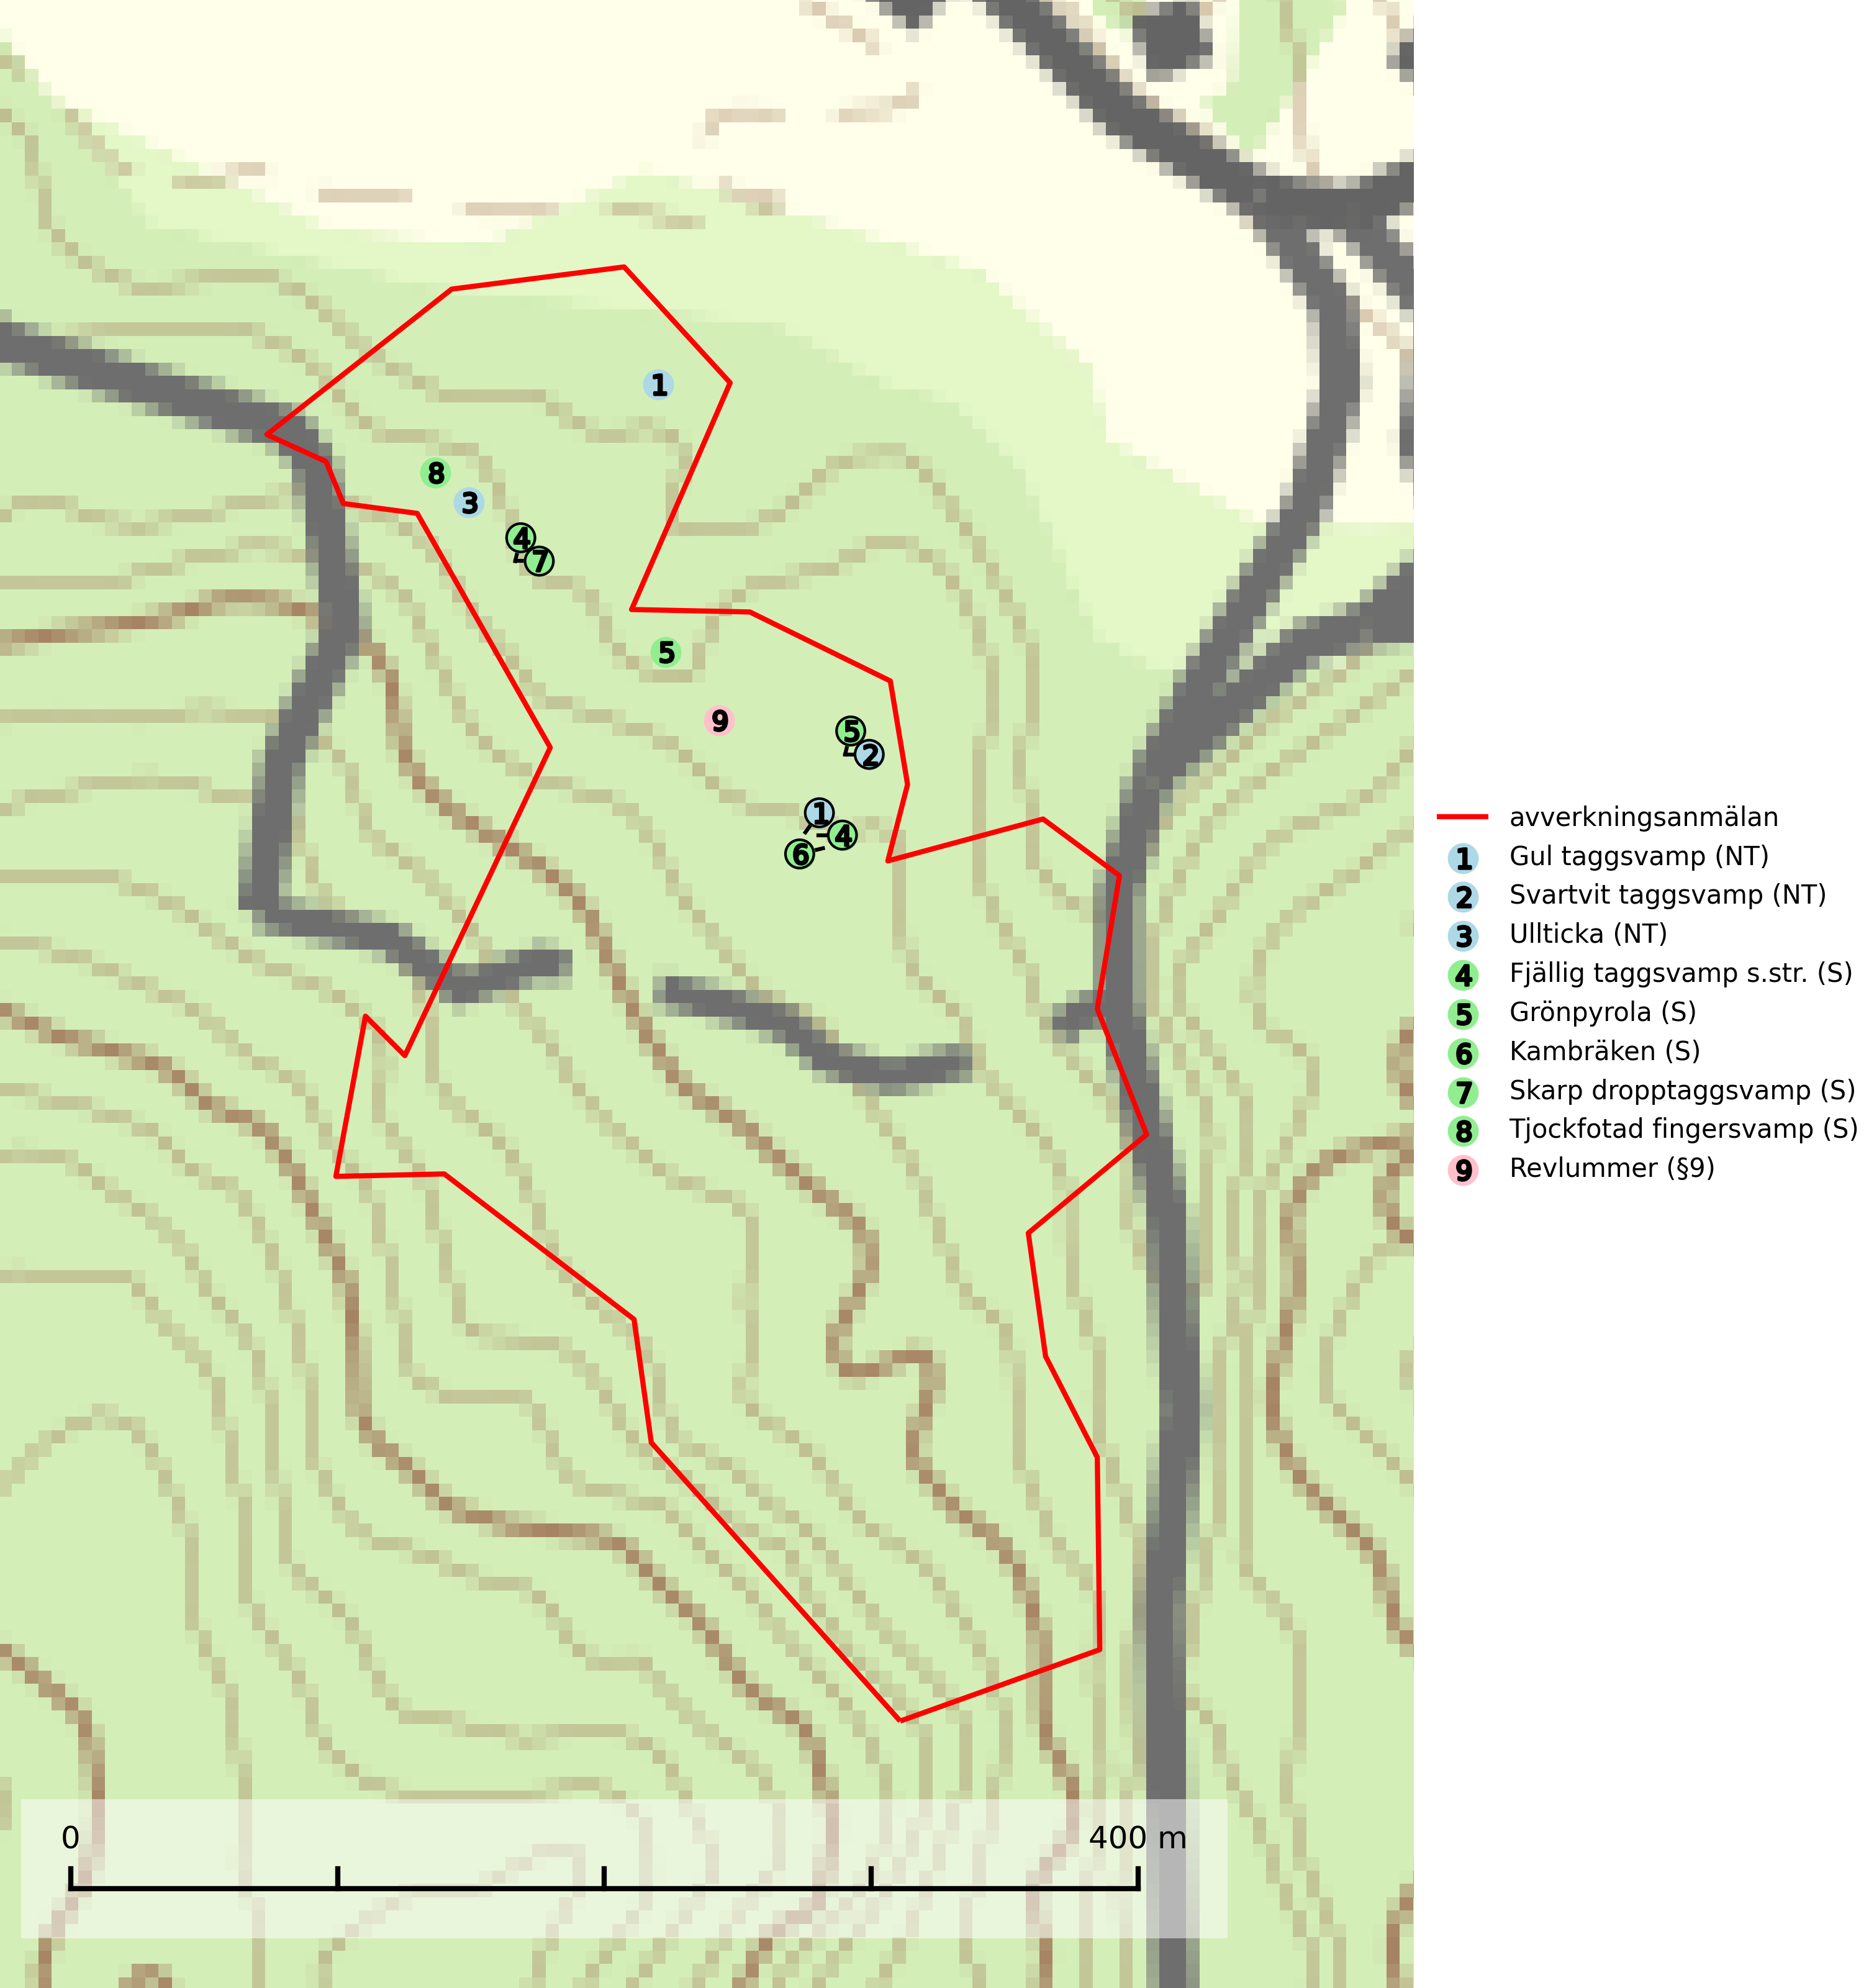 1
8
3
4
7
5
9
5
2
1
4
6
avverkningsanmälan
1 Gul taggsvamp (NT)
2 Svartvit taggsvamp (NT)
3 Ullticka (NT)
4 Fjällig taggsvamp s.str. (S)
5 Grönpyrola (S)
6 Kambräken (S)
7 Skarp dropptaggsvamp (S)
8 Tjockfotad fingersvamp (S)
9 Revlummer (§9)
0 400 m